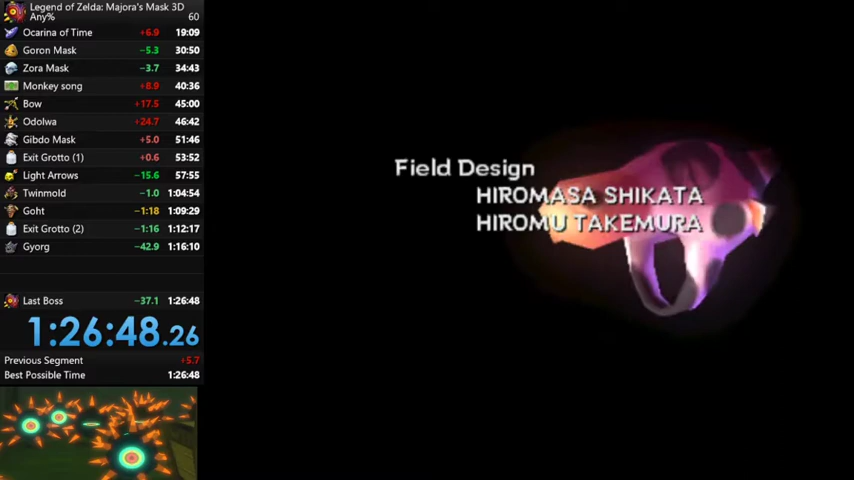 Legend of Zelda: Majora's Mask 3D
Any% 60
Ocarina of Time +6.9 19:09
Goron Mask −5.3 30:50
Zora Mask −3.7 34:43
Monkey song +8.9 40:36
Bow +17.5 45:00
Odolwa +24.7 46:42
Gibdo Mask +5.0 51:46
Exit Grotto (1) +0.6 53:52
Light Arrows −15.6 57:55
Twinmold −1.0 1:04:54
Goht −1:18 1:09:29
Exit Grotto (2) −1:16 1:12:17
Gyorg −42.9 1:16:10
Last Boss −37.1 1:26:48
1:26:48.26
Previous Segment +5.7
Best Possible Time 1:26:48
Field Design
HIROMASA SHIKATA
HIROMU TAKEMURA